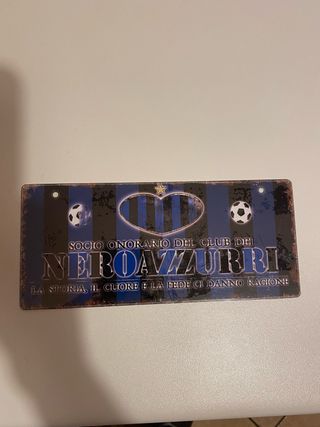 SOCIO ONORARIO DEL CLUB DEI
NEROAZZURRI
LA STORIA, IL CUORE E LA FEDE CI DANNO RAGIONE